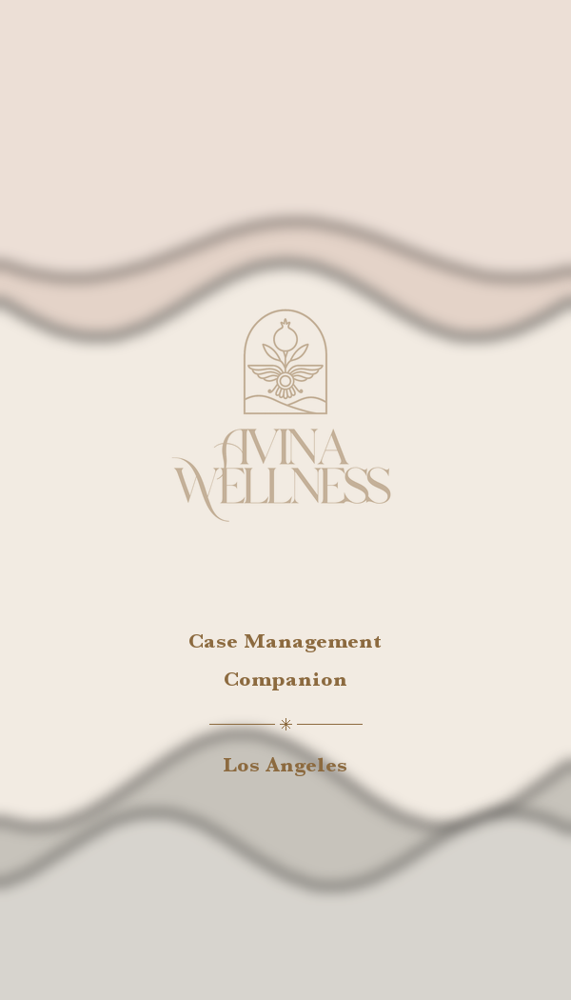 AVINA
WELLNESS
Case Management
Companion
Los Angeles